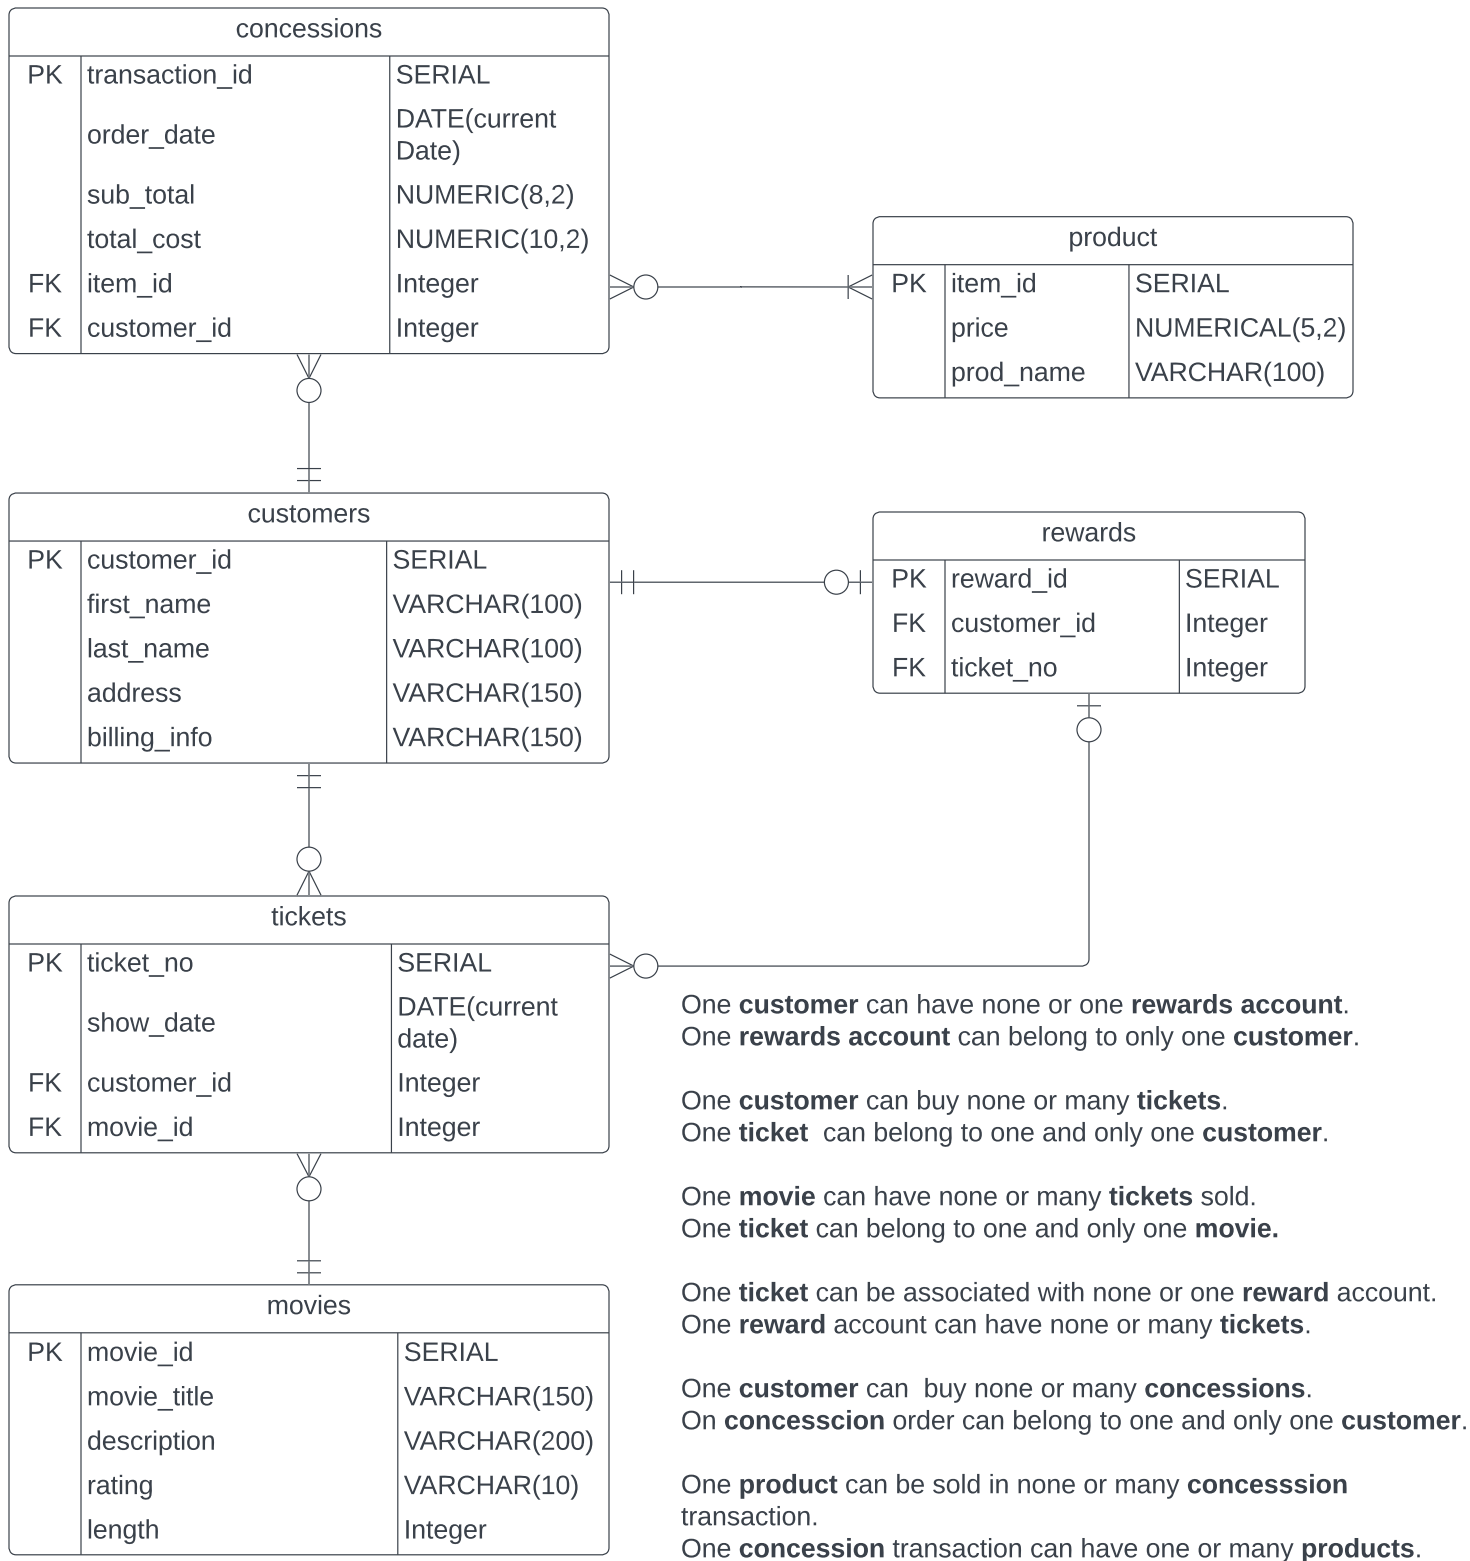 concessions
PK transaction_id SERIAL
order_date DATE(current
Date)
sub_total NUMERIC(8,2)
total_cost NUMERIC(10,2)
FK item_id Integer
FK customer_id Integer
product
PK item_id SERIAL
price NUMERICAL(5,2)
prod_name VARCHAR(100)
customers
PK customer_id SERIAL
first_name VARCHAR(100)
last_name VARCHAR(100)
address VARCHAR(150)
billing_info VARCHAR(150)
rewards
PK reward_id SERIAL
FK customer_id Integer
FK ticket_no Integer
tickets
PK ticket_no SERIAL
show_date DATE(current
date)
FK customer_id Integer
FK movie_id Integer
movies
PK movie_id SERIAL
movie_title VARCHAR(150)
description VARCHAR(200)
rating VARCHAR(10)
length Integer
One customer can have none or one rewards account.
One rewards account can belong to only one customer.
One customer can buy none or many tickets.
One ticket  can belong to one and only one customer.
One movie can have none or many tickets sold.
One ticket can belong to one and only one movie.
One ticket can be associated with none or one reward account.
One reward account can have none or many tickets.
One customer can  buy none or many concessions.
On concesscion order can belong to one and only one customer.
One product can be sold in none or many concesssion
transaction.
One concession transaction can have one or many products.